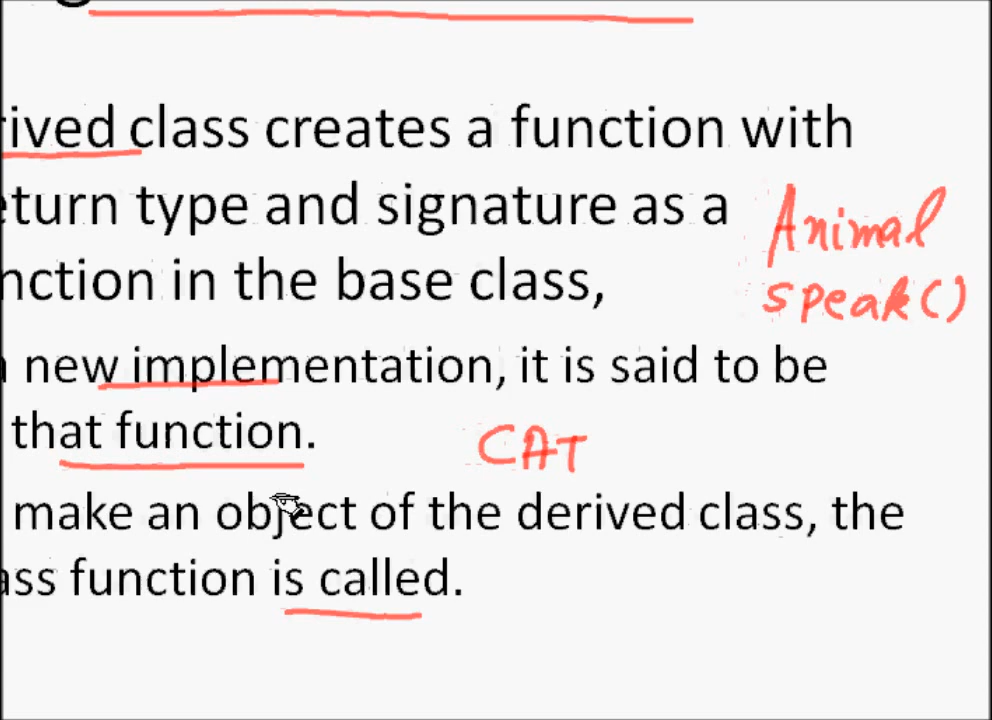 rived class creates a function with
eturn type and signature as a
Animal
nction in the base class,
speak()
new implementation, it is said to be
that function.
CAT
make an object of the derived class, the
ass function is called.